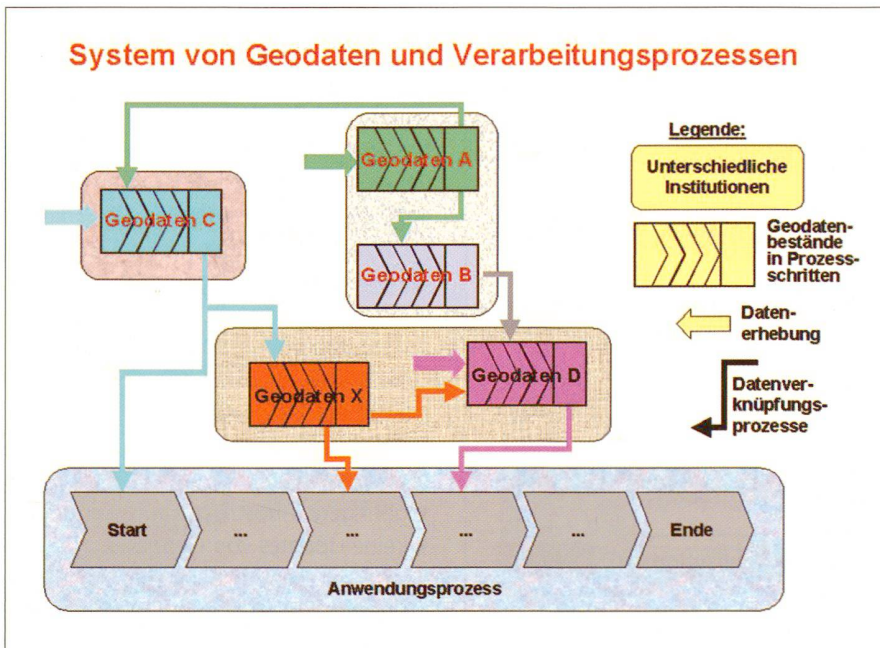 System von Geodaten und Verarbeitungsprozessen
Geodaten A
Geodaten C
Geodaten B
Geodaten X
Geodaten D
Legende:
Unterschiedliche
Institutionen
Geodaten-
bestände
in Prozess-
schritten
Daten-
erhebung
Datenver-
knüpfungs-
prozesse
Start
...
...
...
...
Ende
Anwendungsprozess